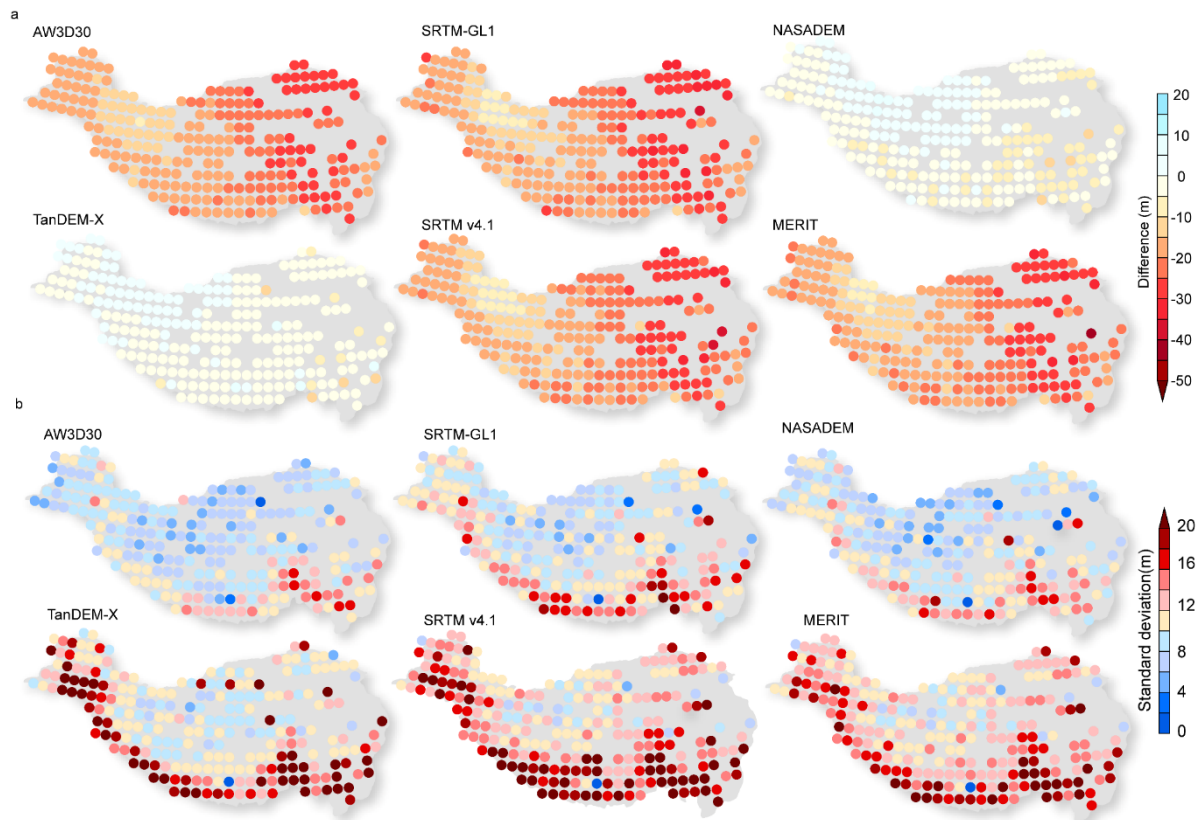 a
AW3D30
SRTM-GL1
NASADEM
TanDEM-X
SRTM v4.1
MERIT
20
10
0
-10
-20
-30
-40
-50
Difference (m)
b
AW3D30
SRTM-GL1
NASADEM
TanDEM-X
SRTM v4.1
MERIT
20
16
12
8
4
0
Standard deviation(m)